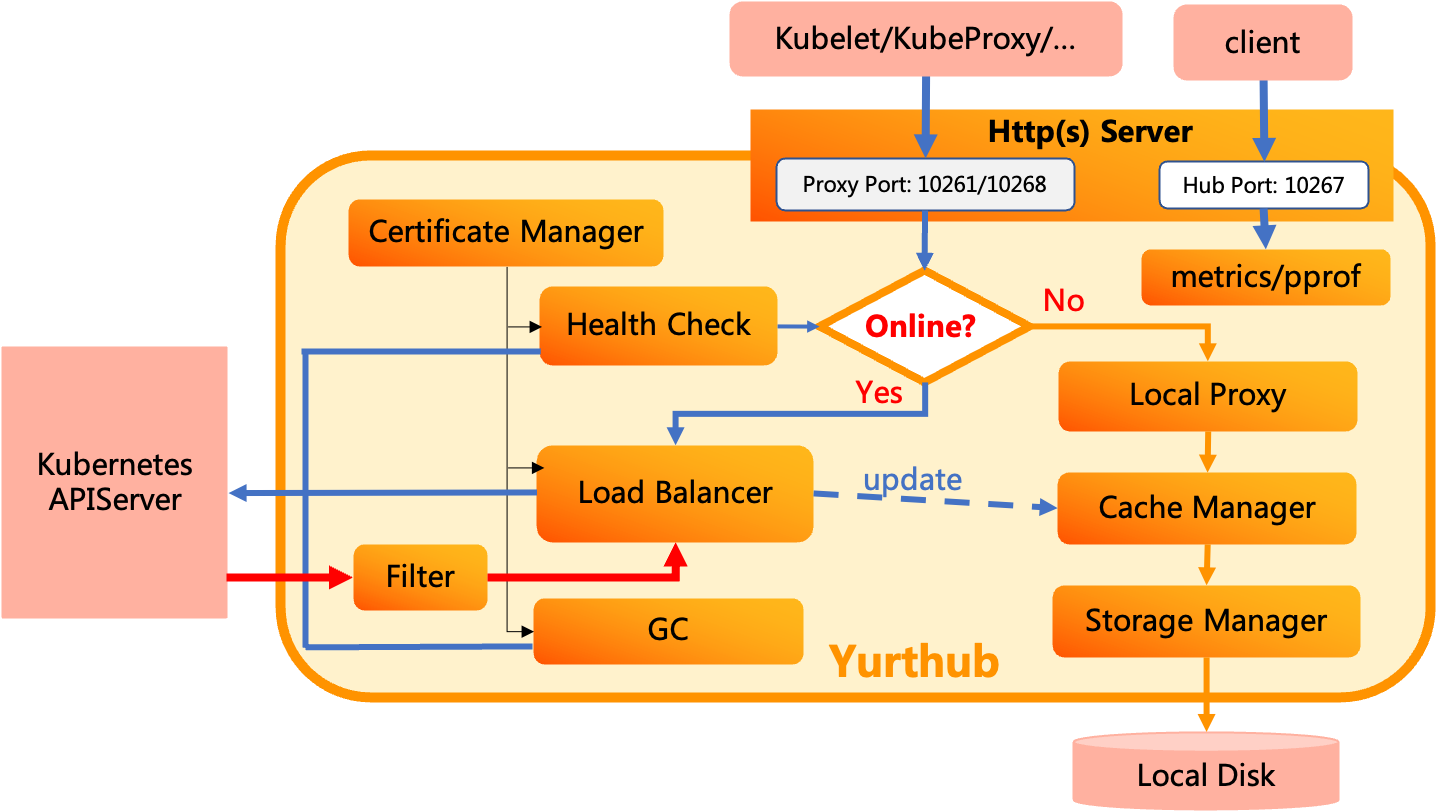 Kubelet/KubeProxy/...
client
Http(s) Server
Proxy Port: 10261/10268
Hub Port: 10267
Certificate Manager
metrics/pprof
Health Check
Online?
No
Yes
Local Proxy
Kubernetes
APIServer
Load Balancer
update
Cache Manager
Filter
GC
Storage Manager
Yurthub
Local Disk